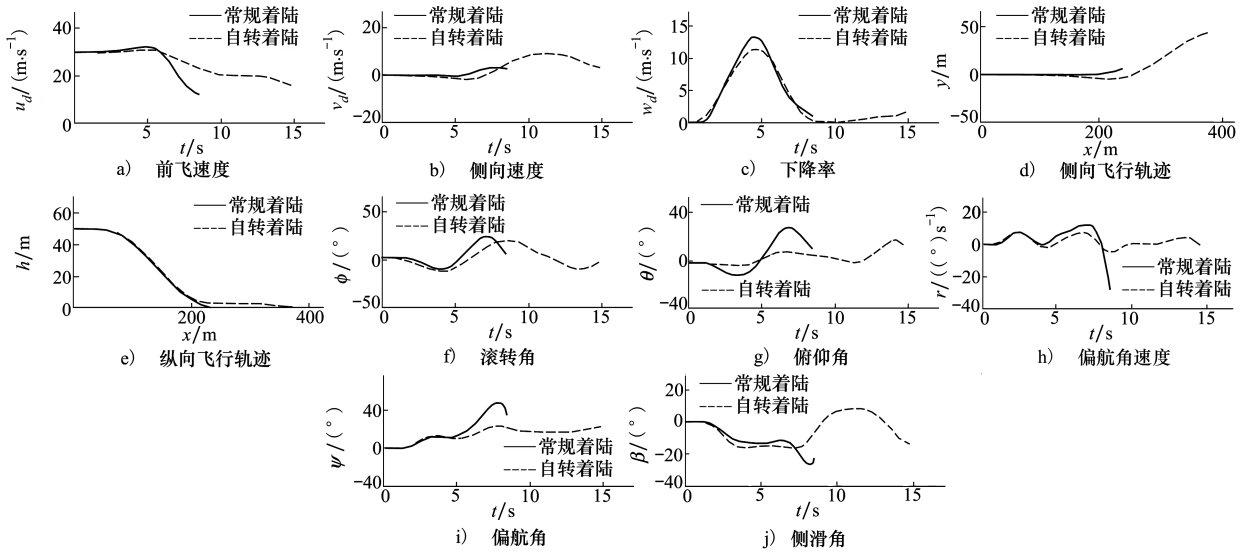 常规着陆
自转着陆
u_d/(m·s⁻¹)
40
20
0
0 5 10 15
t/s
a) 前飞速度
常规着陆
自转着陆
v_d/(m·s⁻¹)
20
0
−20
0 5 10 15
t/s
b) 侧向速度
常规着陆
自转着陆
w_d/(m·s⁻¹)
15
10
5
0
0 5 10 15
t/s
c) 下降率
常规着陆
自转着陆
y/m
50
0
−50
0 200 400
x/m
d) 侧向飞行轨迹
常规着陆
自转着陆
h/m
60
40
20
0
0 200 400
x/m
e) 纵向飞行轨迹
常规着陆
自转着陆
ϕ/(°)
50
0
−50
0 5 10 15
t/s
f) 滚转角
常规着陆
自转着陆
θ/(°)
40
0
−40
0 5 10 15
t/s
g) 俯仰角
常规着陆
自转着陆
r/((°)s⁻¹)
20
0
−20
−40
0 5 10 15
t/s
h) 偏航角速度
常规着陆
自转着陆
ψ/(°)
40
0
−40
0 5 10 15
t/s
i) 偏航角
常规着陆
自转着陆
β/(°)
20
0
−20
−40
0 5 10 15
t/s
j) 侧滑角